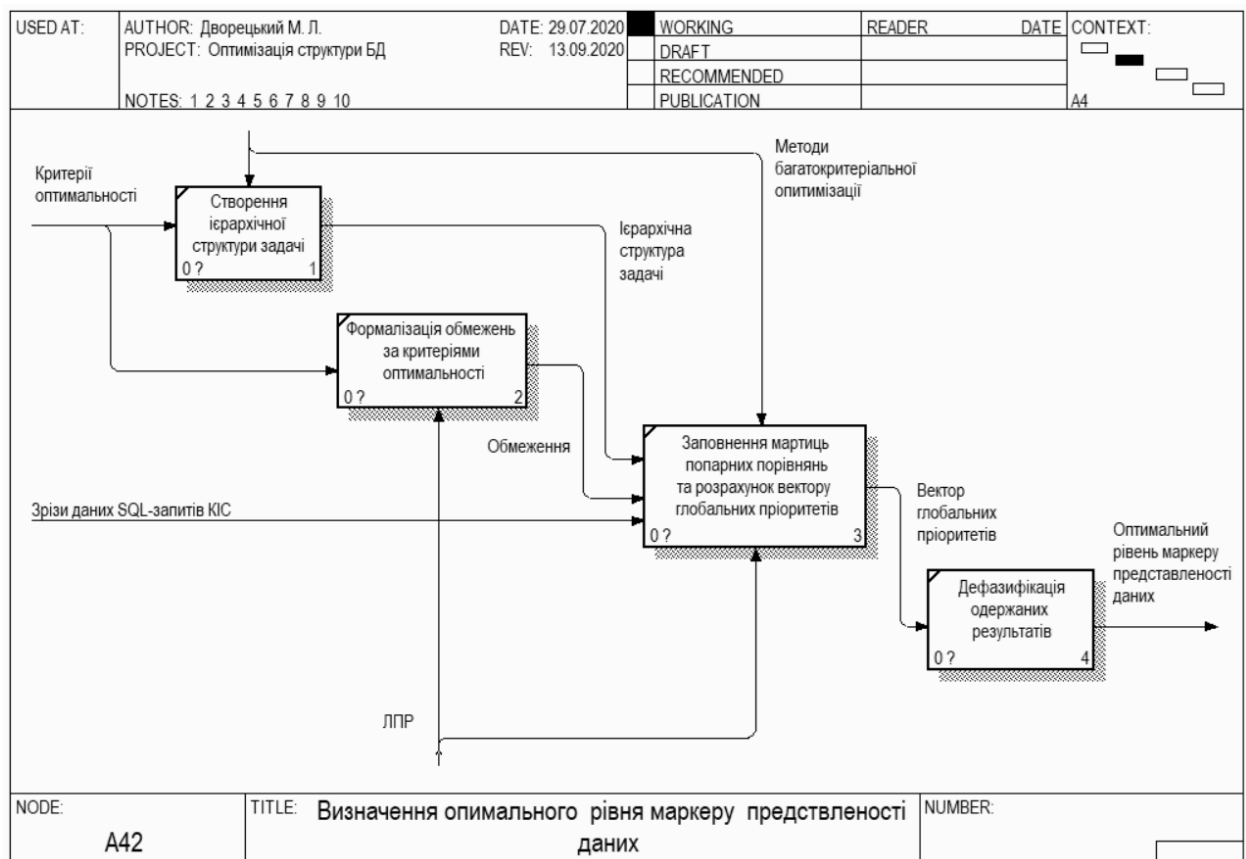 USED AT:
AUTHOR: Дворецький М. Л.
DATE: 29.07.2020
PROJECT: Оптимізація структури БД
REV: 13.09.2020
NOTES: 1 2 3 4 5 6 7 8 9 10
WORKING
DRAFT
RECOMMENDED
PUBLICATION
READER
DATE
CONTEXT:
A4
Критерії
оптимальності
Створення
ієрархічної
структури задачі
0 ?
1
Методи
багатокритеріальної
опитимізації
Ієрархічна
структура
задачі
Формалізація обмежень
за критеріями
оптимальності
0 ?
2
Обмеження
Заповнення мартиць
попарних порівнянь
та розрахунок вектору
глобальних пріоритетів
0 ?
3
Зрізи даних SQL-запитів КІС
Вектор
глобальних
пріоритетів
Оптимальний
рівень маркеру
представленості
даних
Дефазифікація
одержаних
результатів
0 ?
4
ЛПР
NODE:
A42
TITLE:
Визначення опимального рівня маркеру предствленості
даних
NUMBER: